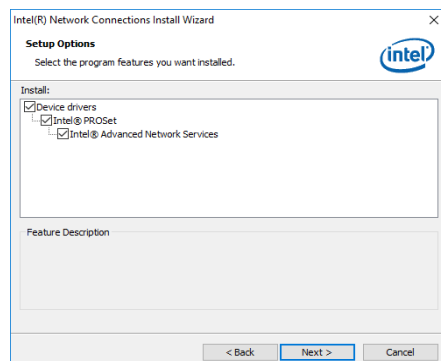 Intel(R) Network Connections Install Wizard
Setup Options
Select the program features you want installed.
intel
Install:
Device drivers
Intel® PROSet
Intel® Advanced Network Services
Feature Description
< Back
Next >
Cancel